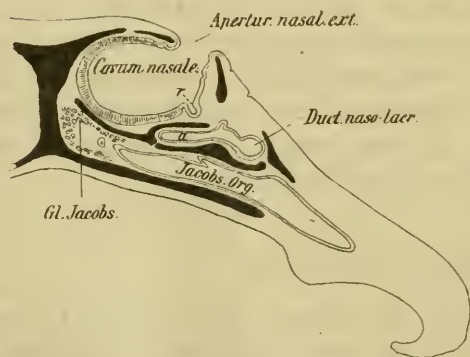 Apertur. nasal. ext.
Cavum nasale.
r.
Duct. naso-lacr.
a
Jacobs. Org.
Gl. Jacobs.